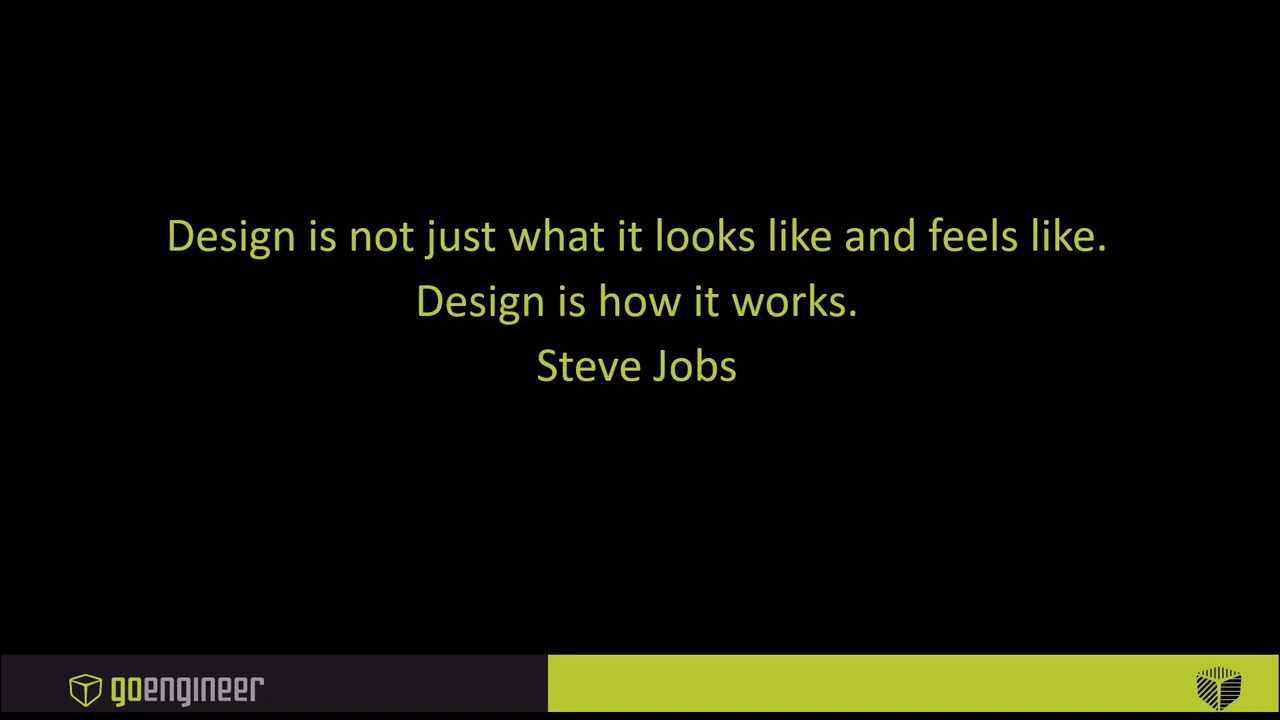 Design is not just what it looks like and feels like.
Design is how it works.
Steve Jobs
goengineer